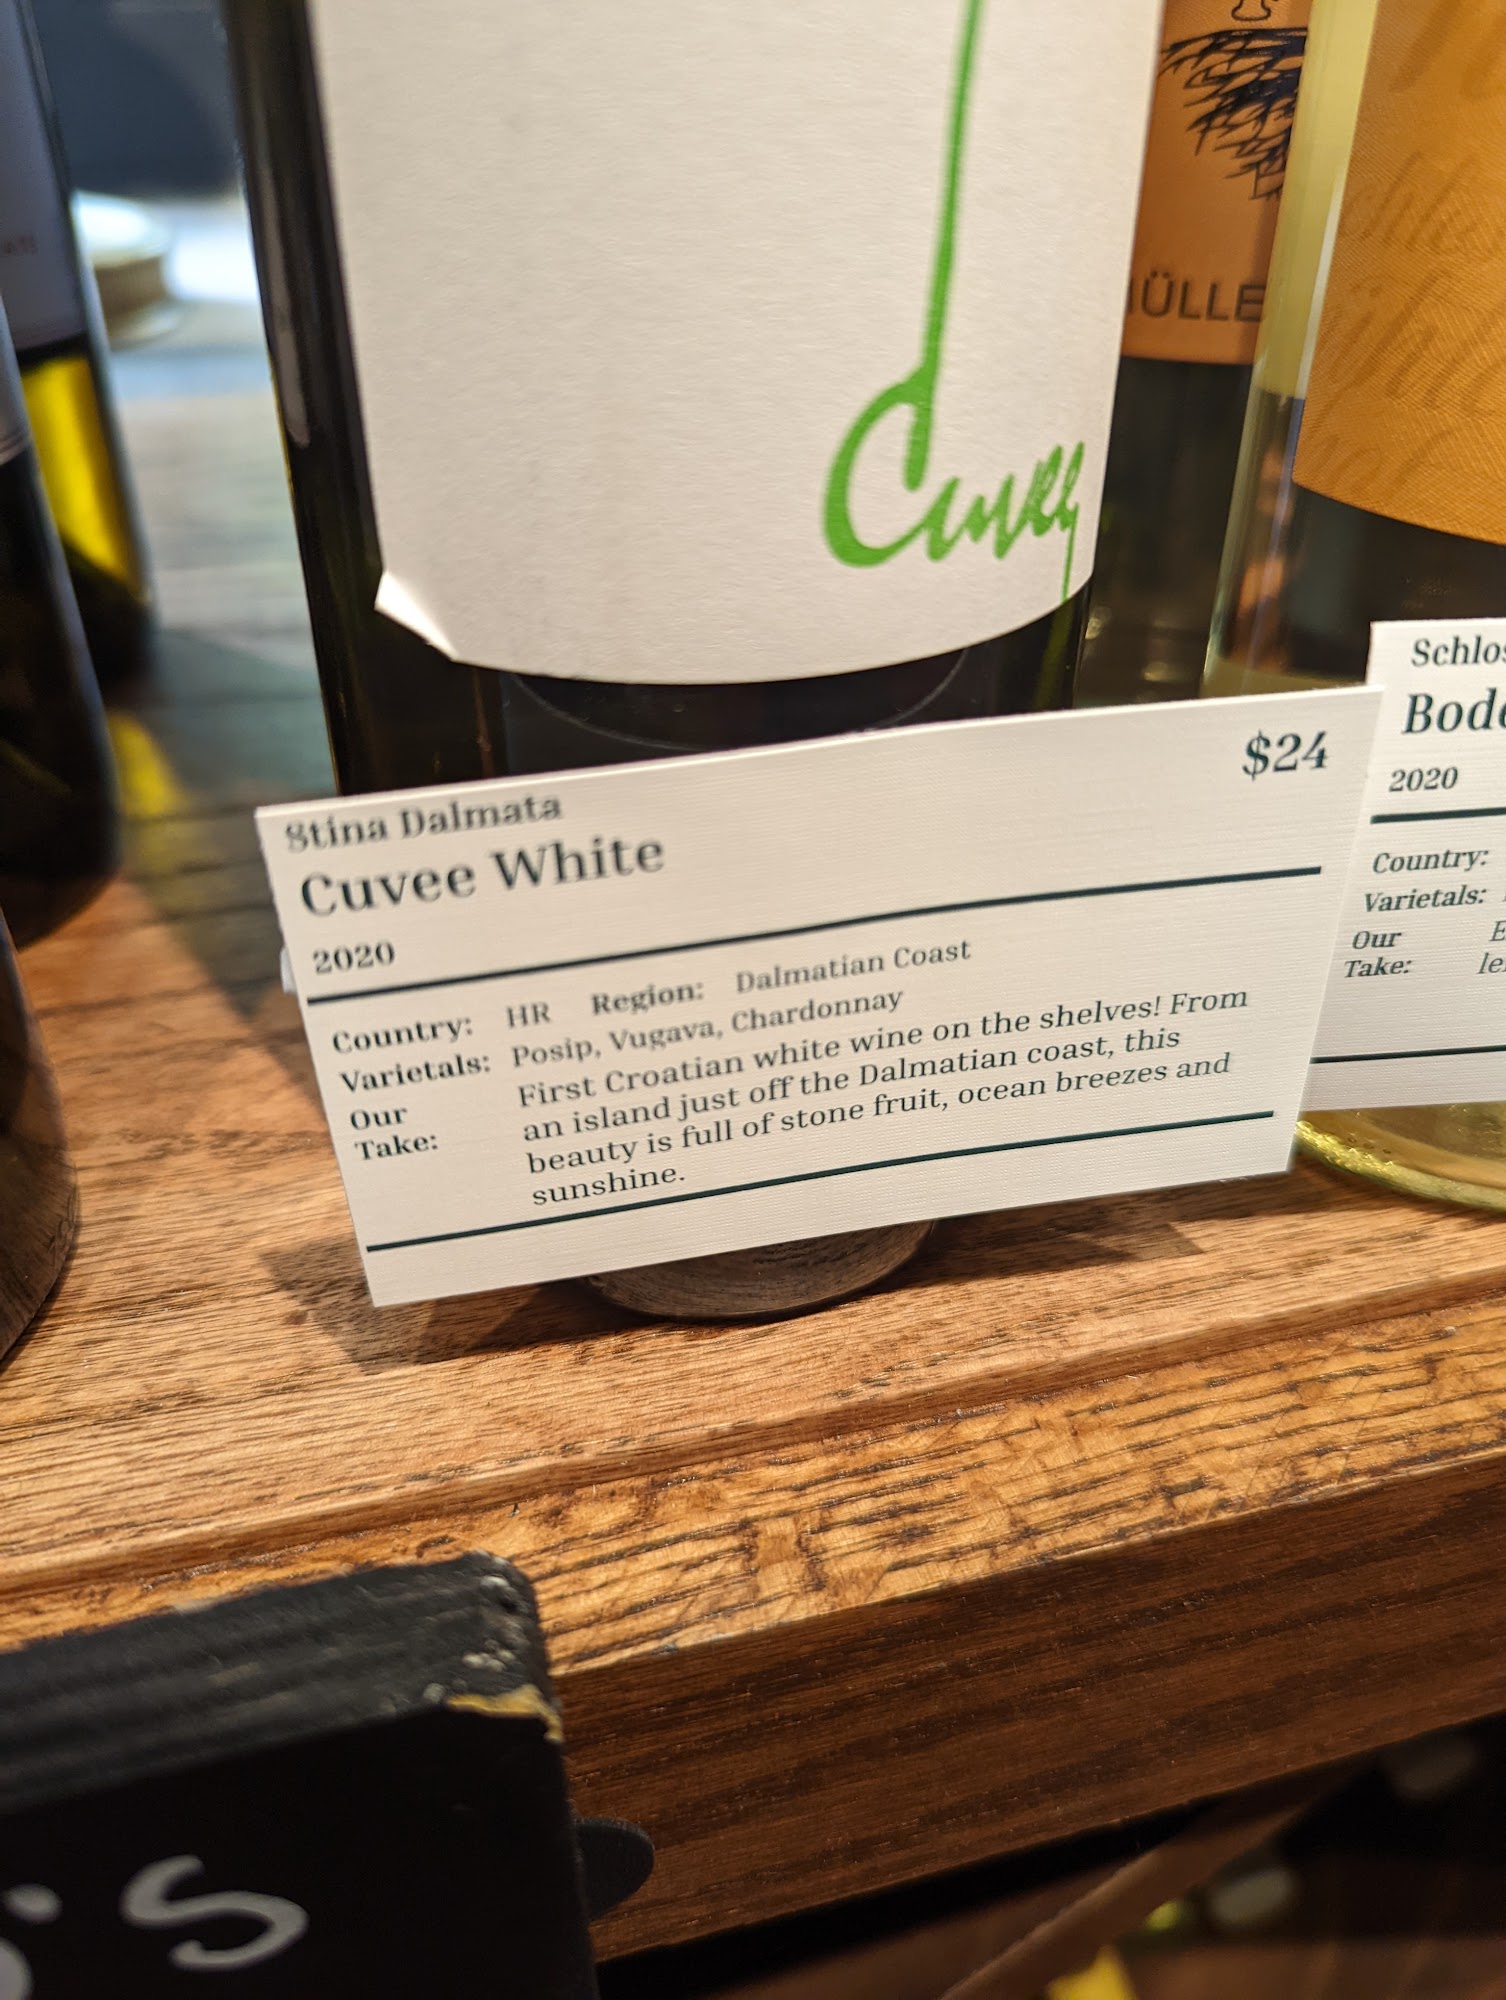 Cuvee
ÜLLE
Stina Dalmata
Cuvee White
$24
2020
Country: HR Region: Dalmatian Coast
Varietals: Posip, Vugava, Chardonnay
Our Take: First Croatian white wine on the shelves! From
an island just off the Dalmatian coast, this
beauty is full of stone fruit, ocean breezes and
sunshine.
Schlos
Bod
2020
Country:
Varietals:
Our
Take:
's